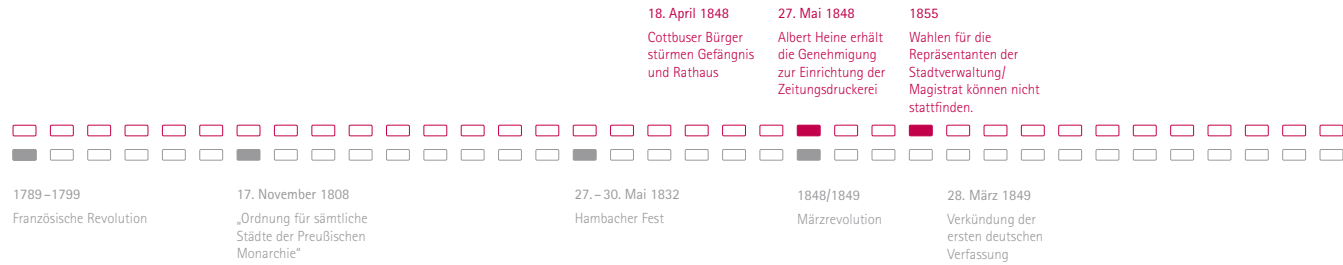 18. April 1848
Cottbuser Bürger
stürmen Gefängnis
und Rathaus
27. Mai 1848
Albert Heine erhält
die Genehmigung
zur Einrichtung der
Zeitungsdruckerei
1855
Wahlen für die
Repräsentanten der
Stadtverwaltung/
Magistrat können nicht
stattfinden.
1789–1799
Französische Revolution
17. November 1808
„Ordnung für sämtliche
Städte der Preußischen
Monarchie“
27.–30. Mai 1832
Hambacher Fest
1848/1849
Märzrevolution
28. März 1849
Verkündung der
ersten deutschen
Verfassung